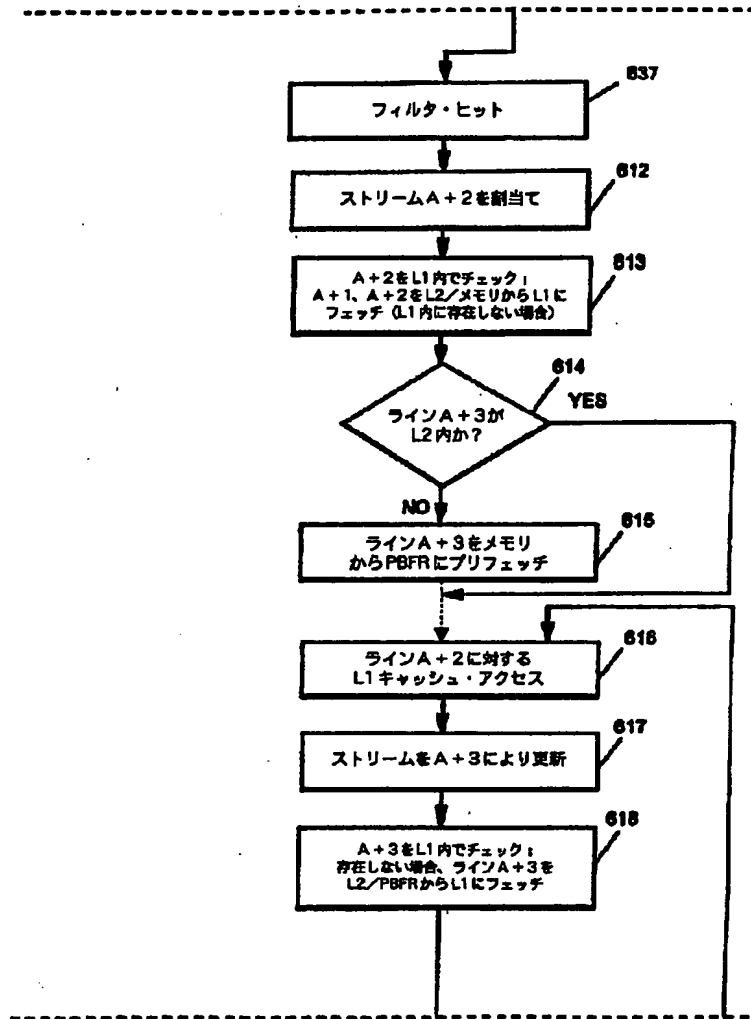 637
フィルタ・ヒット
612
ストリームA+2を割当て
613
A+2をL1内でチェック；
A+1、A+2をL2／メモリからL1に
フェッチ（L1内に存在しない場合）
614
ラインA+3が
L2内か？
YES
NO
615
ラインA+3をメモリ
からPBFRにプリフェッチ
616
ラインA+2に対する
L1キャッシュ・アクセス
617
ストリームをA+3により更新
618
A+3をL1内でチェック；
存在しない場合、ラインA+3を
L2／PBFRからL1にフェッチ